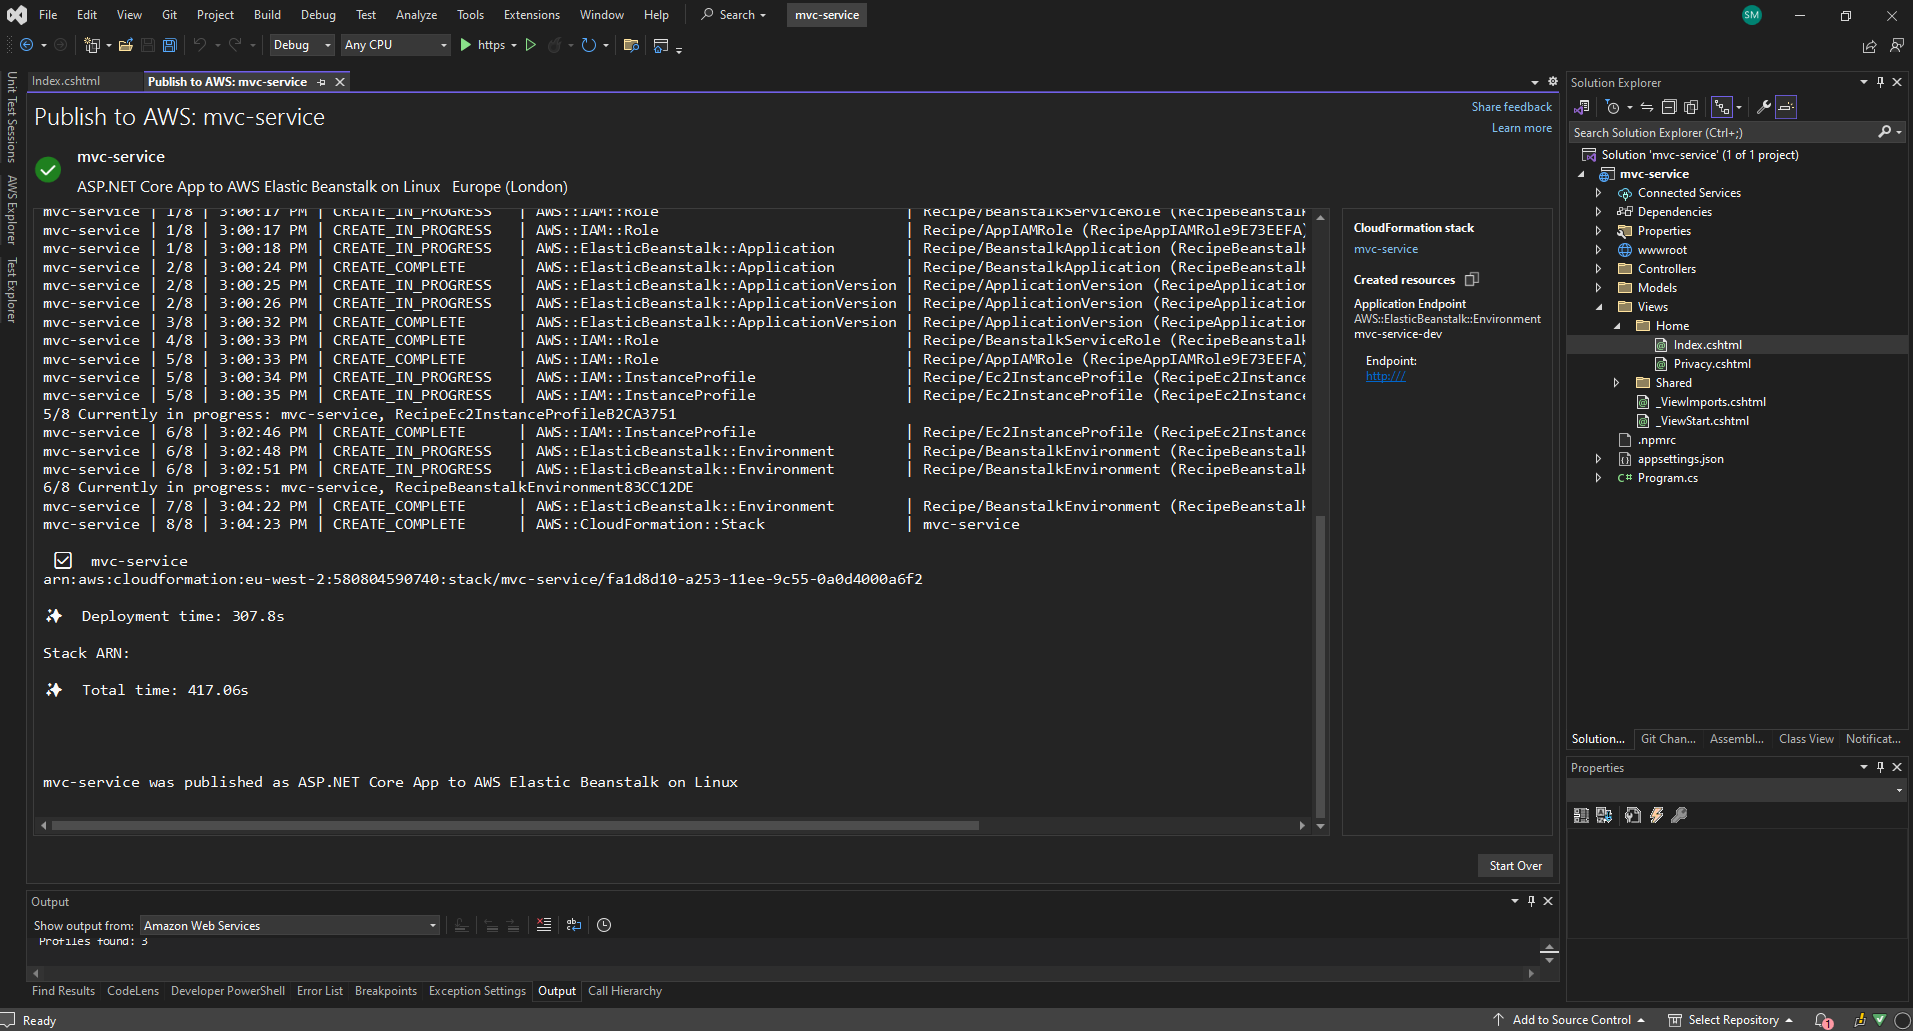 File Edit View Git Project Build Debug Test Analyze Tools Extensions Window Help Search mvc-service SM
Debug Any CPU https
Unit Test Sessions
AWS Explorer
Test Explorer
Index.cshtml Publish to AWS: mvc-service
Publish to AWS: mvc-service
Share feedback
Learn more
mvc-service
ASP.NET Core App to AWS Elastic Beanstalk on Linux Europe (London)
mvc-service | 1/8 | 3:00:17 PM | CREATE_IN_PROGRESS | AWS::IAM::Role | Recipe/BeanstalkServiceRole (RecipeBeanstalk
mvc-service | 1/8 | 3:00:17 PM | CREATE_IN_PROGRESS | AWS::IAM::Role | Recipe/AppIAMRole (RecipeAppIAMRole9E73EEFA)
mvc-service | 1/8 | 3:00:18 PM | CREATE_IN_PROGRESS | AWS::ElasticBeanstalk::Application | Recipe/BeanstalkApplication (RecipeBeanstalk
mvc-service | 2/8 | 3:00:24 PM | CREATE_COMPLETE | AWS::ElasticBeanstalk::Application | Recipe/BeanstalkApplication (RecipeBeanstalk
mvc-service | 2/8 | 3:00:25 PM | CREATE_IN_PROGRESS | AWS::ElasticBeanstalk::ApplicationVersion | Recipe/ApplicationVersion (RecipeApplication
mvc-service | 2/8 | 3:00:26 PM | CREATE_IN_PROGRESS | AWS::ElasticBeanstalk::ApplicationVersion | Recipe/ApplicationVersion (RecipeApplication
mvc-service | 3/8 | 3:00:32 PM | CREATE_COMPLETE | AWS::ElasticBeanstalk::ApplicationVersion | Recipe/ApplicationVersion (RecipeApplication
mvc-service | 4/8 | 3:00:33 PM | CREATE_COMPLETE | AWS::IAM::Role | Recipe/BeanstalkServiceRole (RecipeBeanstalk
mvc-service | 5/8 | 3:00:33 PM | CREATE_COMPLETE | AWS::IAM::Role | Recipe/AppIAMRole (RecipeAppIAMRole9E73EEFA)
mvc-service | 5/8 | 3:00:34 PM | CREATE_IN_PROGRESS | AWS::IAM::InstanceProfile | Recipe/Ec2InstanceProfile (RecipeEc2Instance
mvc-service | 5/8 | 3:00:35 PM | CREATE_IN_PROGRESS | AWS::IAM::InstanceProfile | Recipe/Ec2InstanceProfile (RecipeEc2Instance
5/8 Currently in progress: mvc-service, RecipeEc2InstanceProfileB2CA3751
mvc-service | 6/8 | 3:02:46 PM | CREATE_COMPLETE | AWS::IAM::InstanceProfile | Recipe/Ec2InstanceProfile (RecipeEc2Instance
mvc-service | 6/8 | 3:02:48 PM | CREATE_IN_PROGRESS | AWS::ElasticBeanstalk::Environment | Recipe/BeanstalkEnvironment (RecipeBeanstalk
mvc-service | 6/8 | 3:02:51 PM | CREATE_IN_PROGRESS | AWS::ElasticBeanstalk::Environment | Recipe/BeanstalkEnvironment (RecipeBeanstalk
6/8 Currently in progress: mvc-service, RecipeBeanstalkEnvironment83CC12DE
mvc-service | 7/8 | 3:04:22 PM | CREATE_COMPLETE | AWS::ElasticBeanstalk::Environment | Recipe/BeanstalkEnvironment (RecipeBeanstalk
mvc-service | 8/8 | 3:04:23 PM | CREATE_COMPLETE | AWS::CloudFormation::Stack | mvc-service
mvc-service
arn:aws:cloudformation:eu-west-2:580804590740:stack/mvc-service/fa1d8d10-a253-11ee-9c55-0a0d4000a6f2
Deployment time: 307.8s
Stack ARN:
Total time: 417.06s
mvc-service was published as ASP.NET Core App to AWS Elastic Beanstalk on Linux
CloudFormation stack
mvc-service
Created resources
Application Endpoint
AWS::ElasticBeanstalk::Environment
mvc-service-dev
Endpoint:
http:///
Start Over
Output
Show output from: Amazon Web Services
Profiles found: 3
Find Results CodeLens Developer PowerShell Error List Breakpoints Exception Settings Output Call Hierarchy
Solution Explorer
Search Solution Explorer (Ctrl+;)
Solution 'mvc-service' (1 of 1 project)
mvc-service
Connected Services
Dependencies
Properties
wwwroot
Controllers
Models
Views
Home
Index.cshtml
Privacy.cshtml
Shared
_ViewImports.cshtml
_ViewStart.cshtml
.npmrc
appsettings.json
C# Program.cs
Solution... Git Chan... Assembl... Class View Notificat...
Properties
Ready
Add to Source Control Select Repository 1